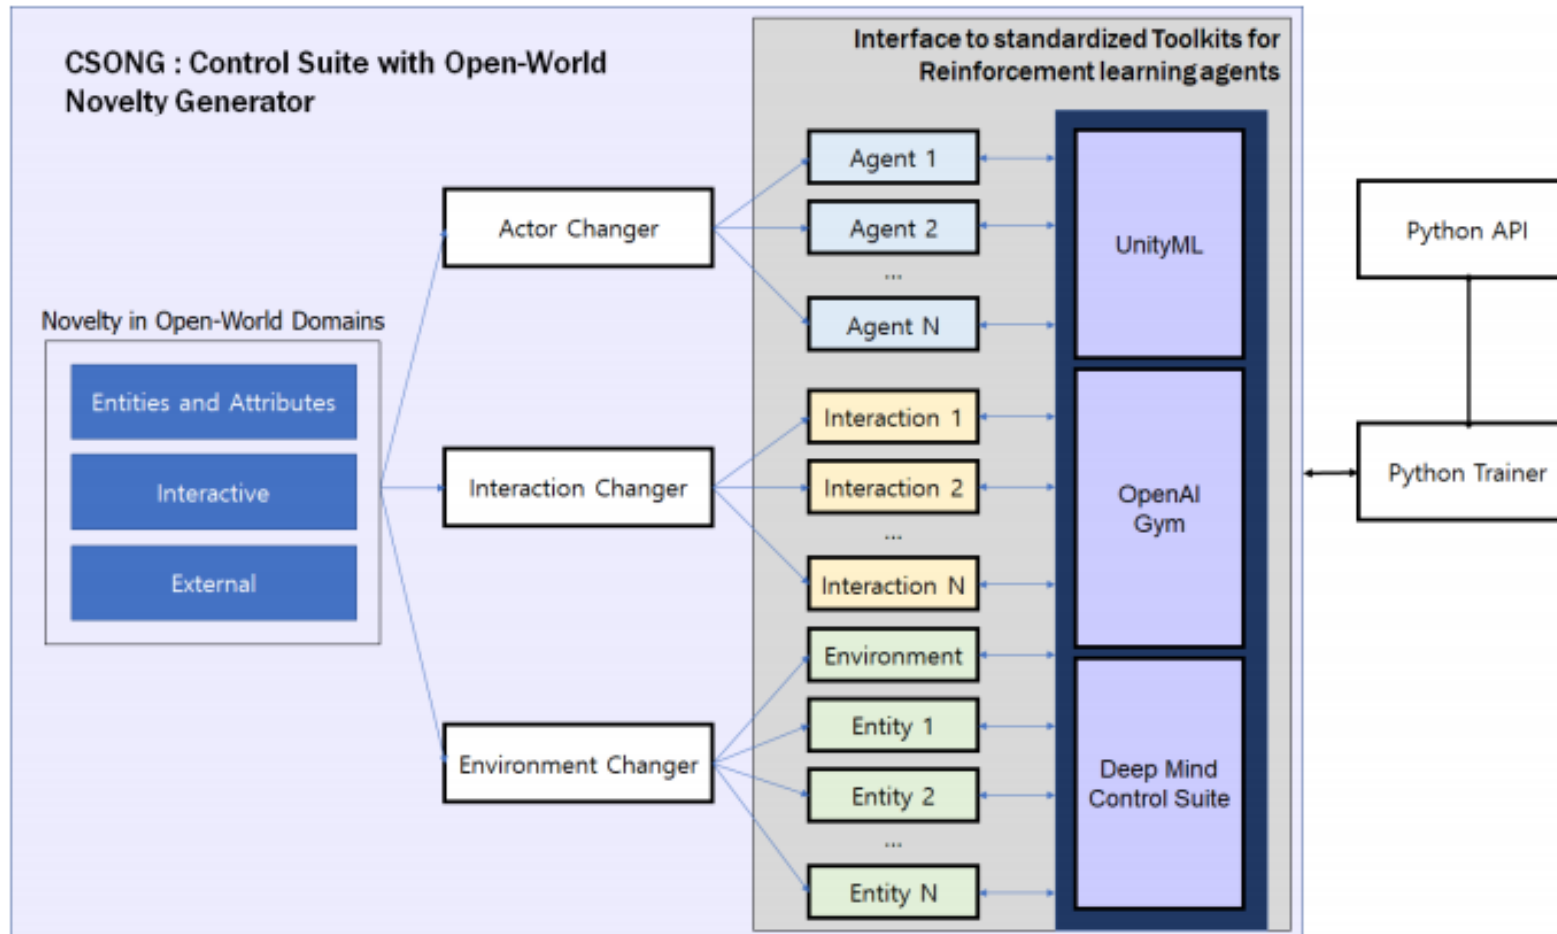 CSONG : Control Suite with Open-World
Novelty Generator
Interface to standardized Toolkits for
Reinforcement learning agents
Novelty in Open-World Domains
Entities and Attributes
Interactive
External
Actor Changer
Interaction Changer
Environment Changer
Agent 1
Agent 2
...
Agent N
Interaction 1
Interaction 2
...
Interaction N
Environment
Entity 1
Entity 2
...
Entity N
UnityML
OpenAI
Gym
Deep Mind
Control Suite
Python API
Python Trainer